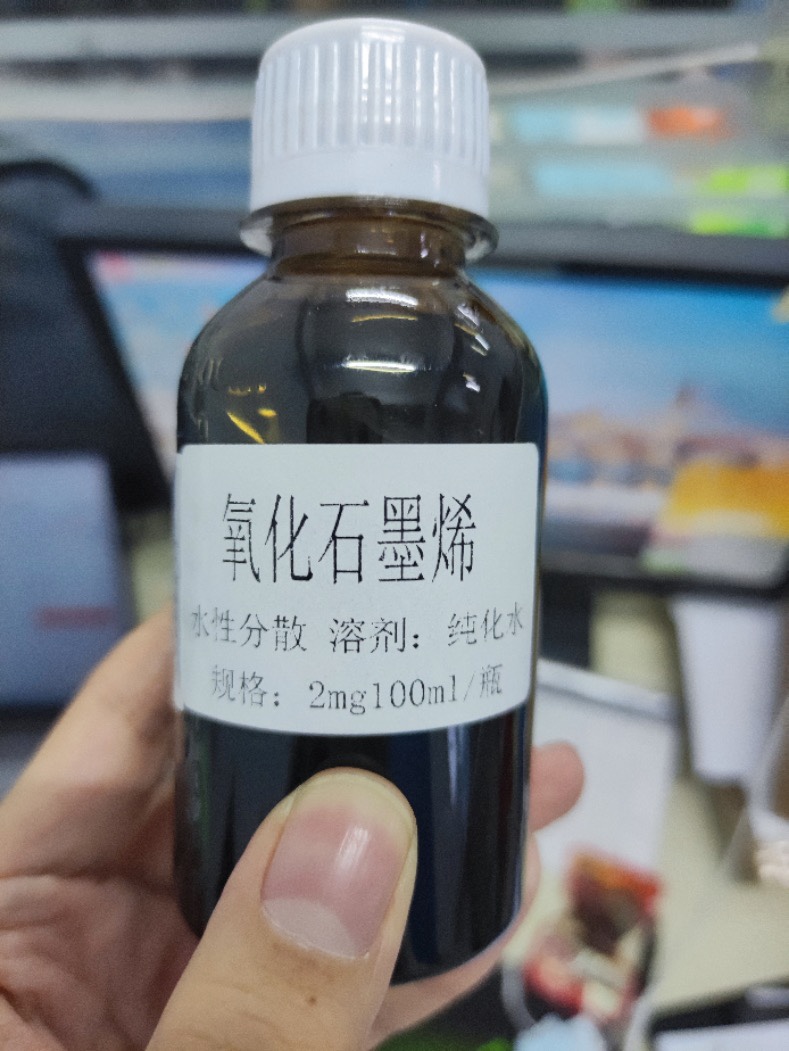 氧化石墨烯
水性分散 溶剂：纯化水
规格：2mg100ml/瓶